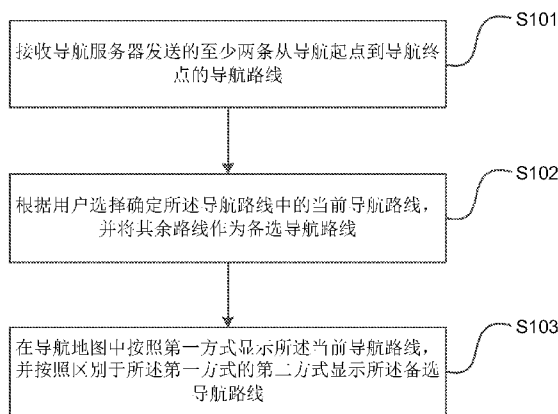 S101
接收导航服务器发送的至少两条从导航起点到导航终
点的导航路线
S102
根据用户选择确定所述导航路线中的当前导航路线，
并将其余路线作为备选导航路线
S103
在导航地图中按照第一方式显示所述当前导航路线，
并按照区别于所述第一方式的第二方式显示所述备选
导航路线